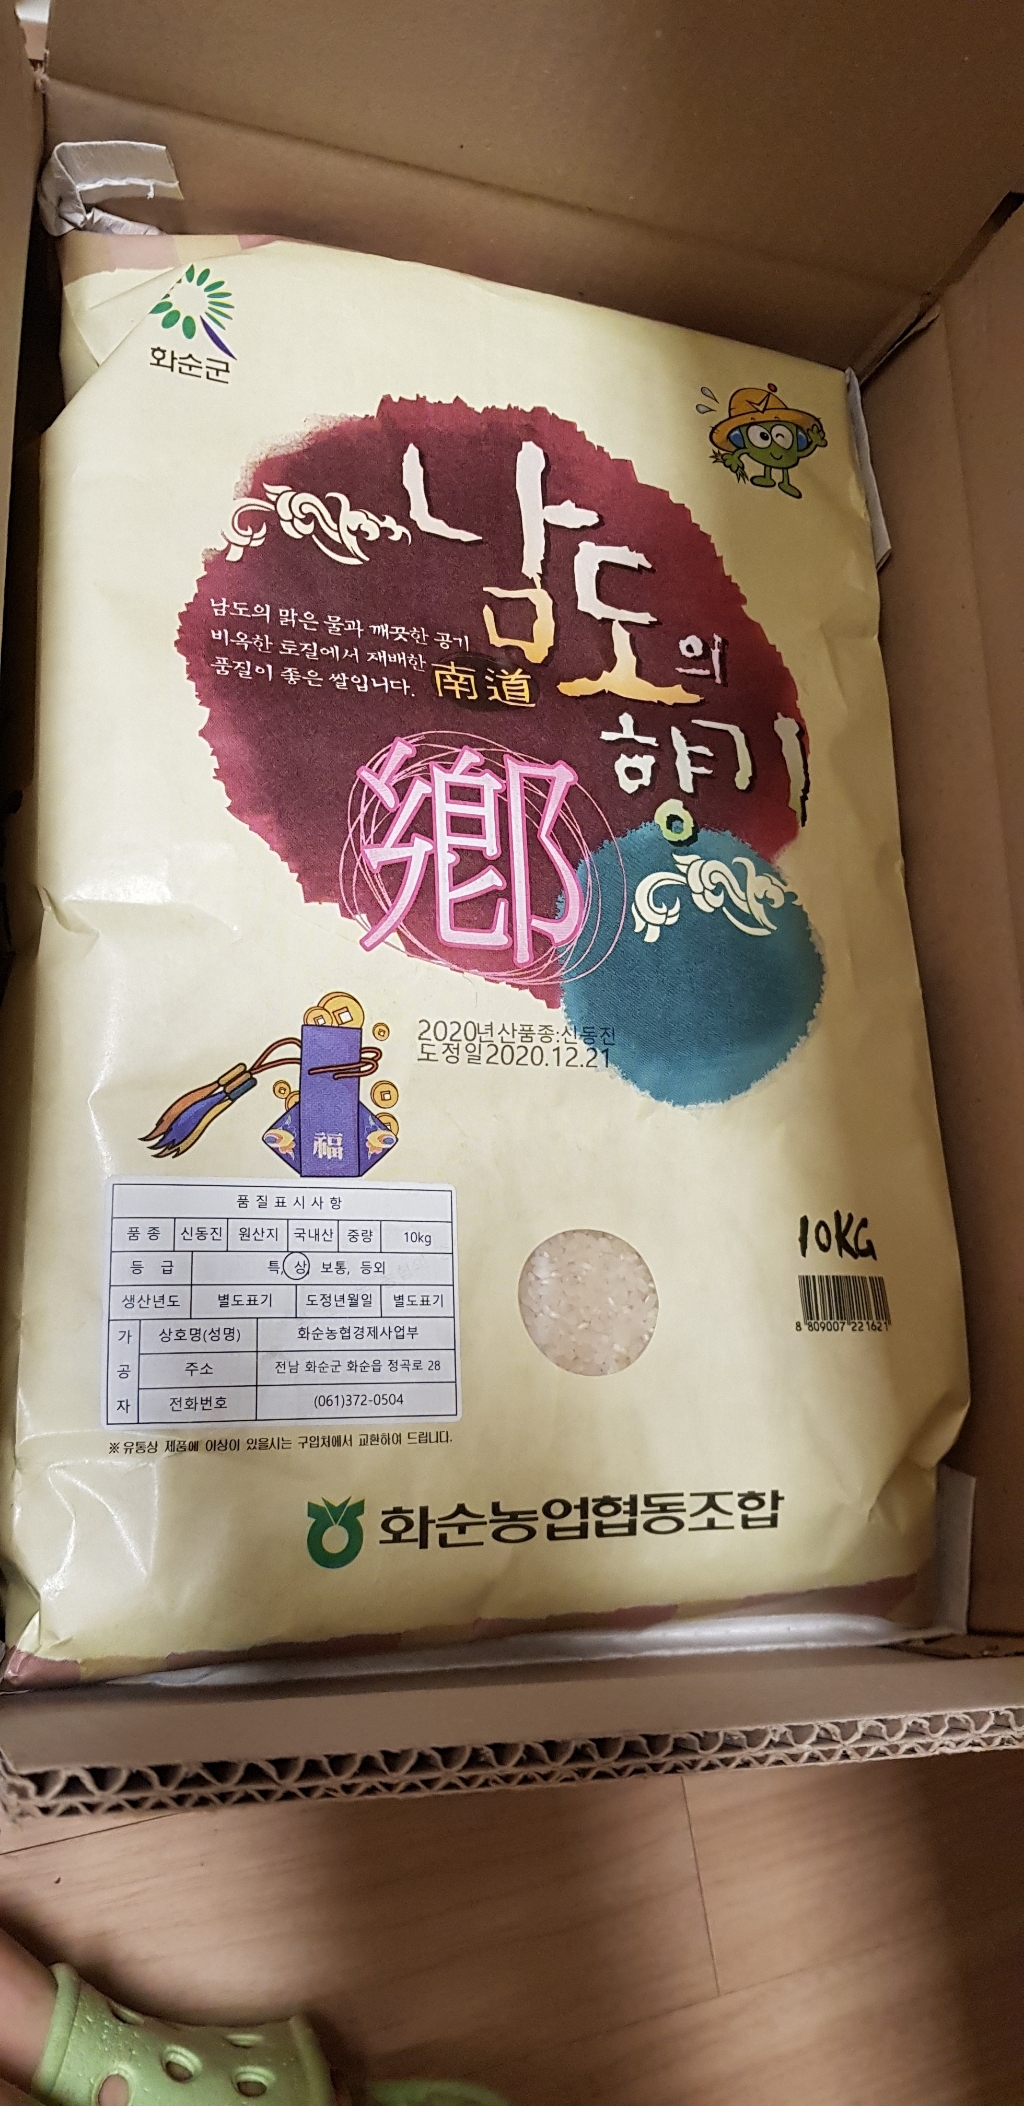 화순군
남도의
향기
남도의 맑은 물과 깨끗한 공기
비옥한 토질에서 재배한
품질이 좋은 쌀입니다.
南道
鄕
2020년산품종:신동진
도정일2020.12.21
福
품질표시사항
품종 신동진 원산지 국내산 중량 10kg
등급 특, 상, 보통, 등외
생산년도 별도표기 도정년월일 별도표기
가공자 상호명(성명) 화순농협경제사업부
주소 전남 화순군 화순읍 정곡로 28
전화번호 (061)372-0504
※ 유통상 제품에 이상이 있을시는 구입처에서 교환하여 드립니다.
10KG
8 809007 221621
화순농업협동조합